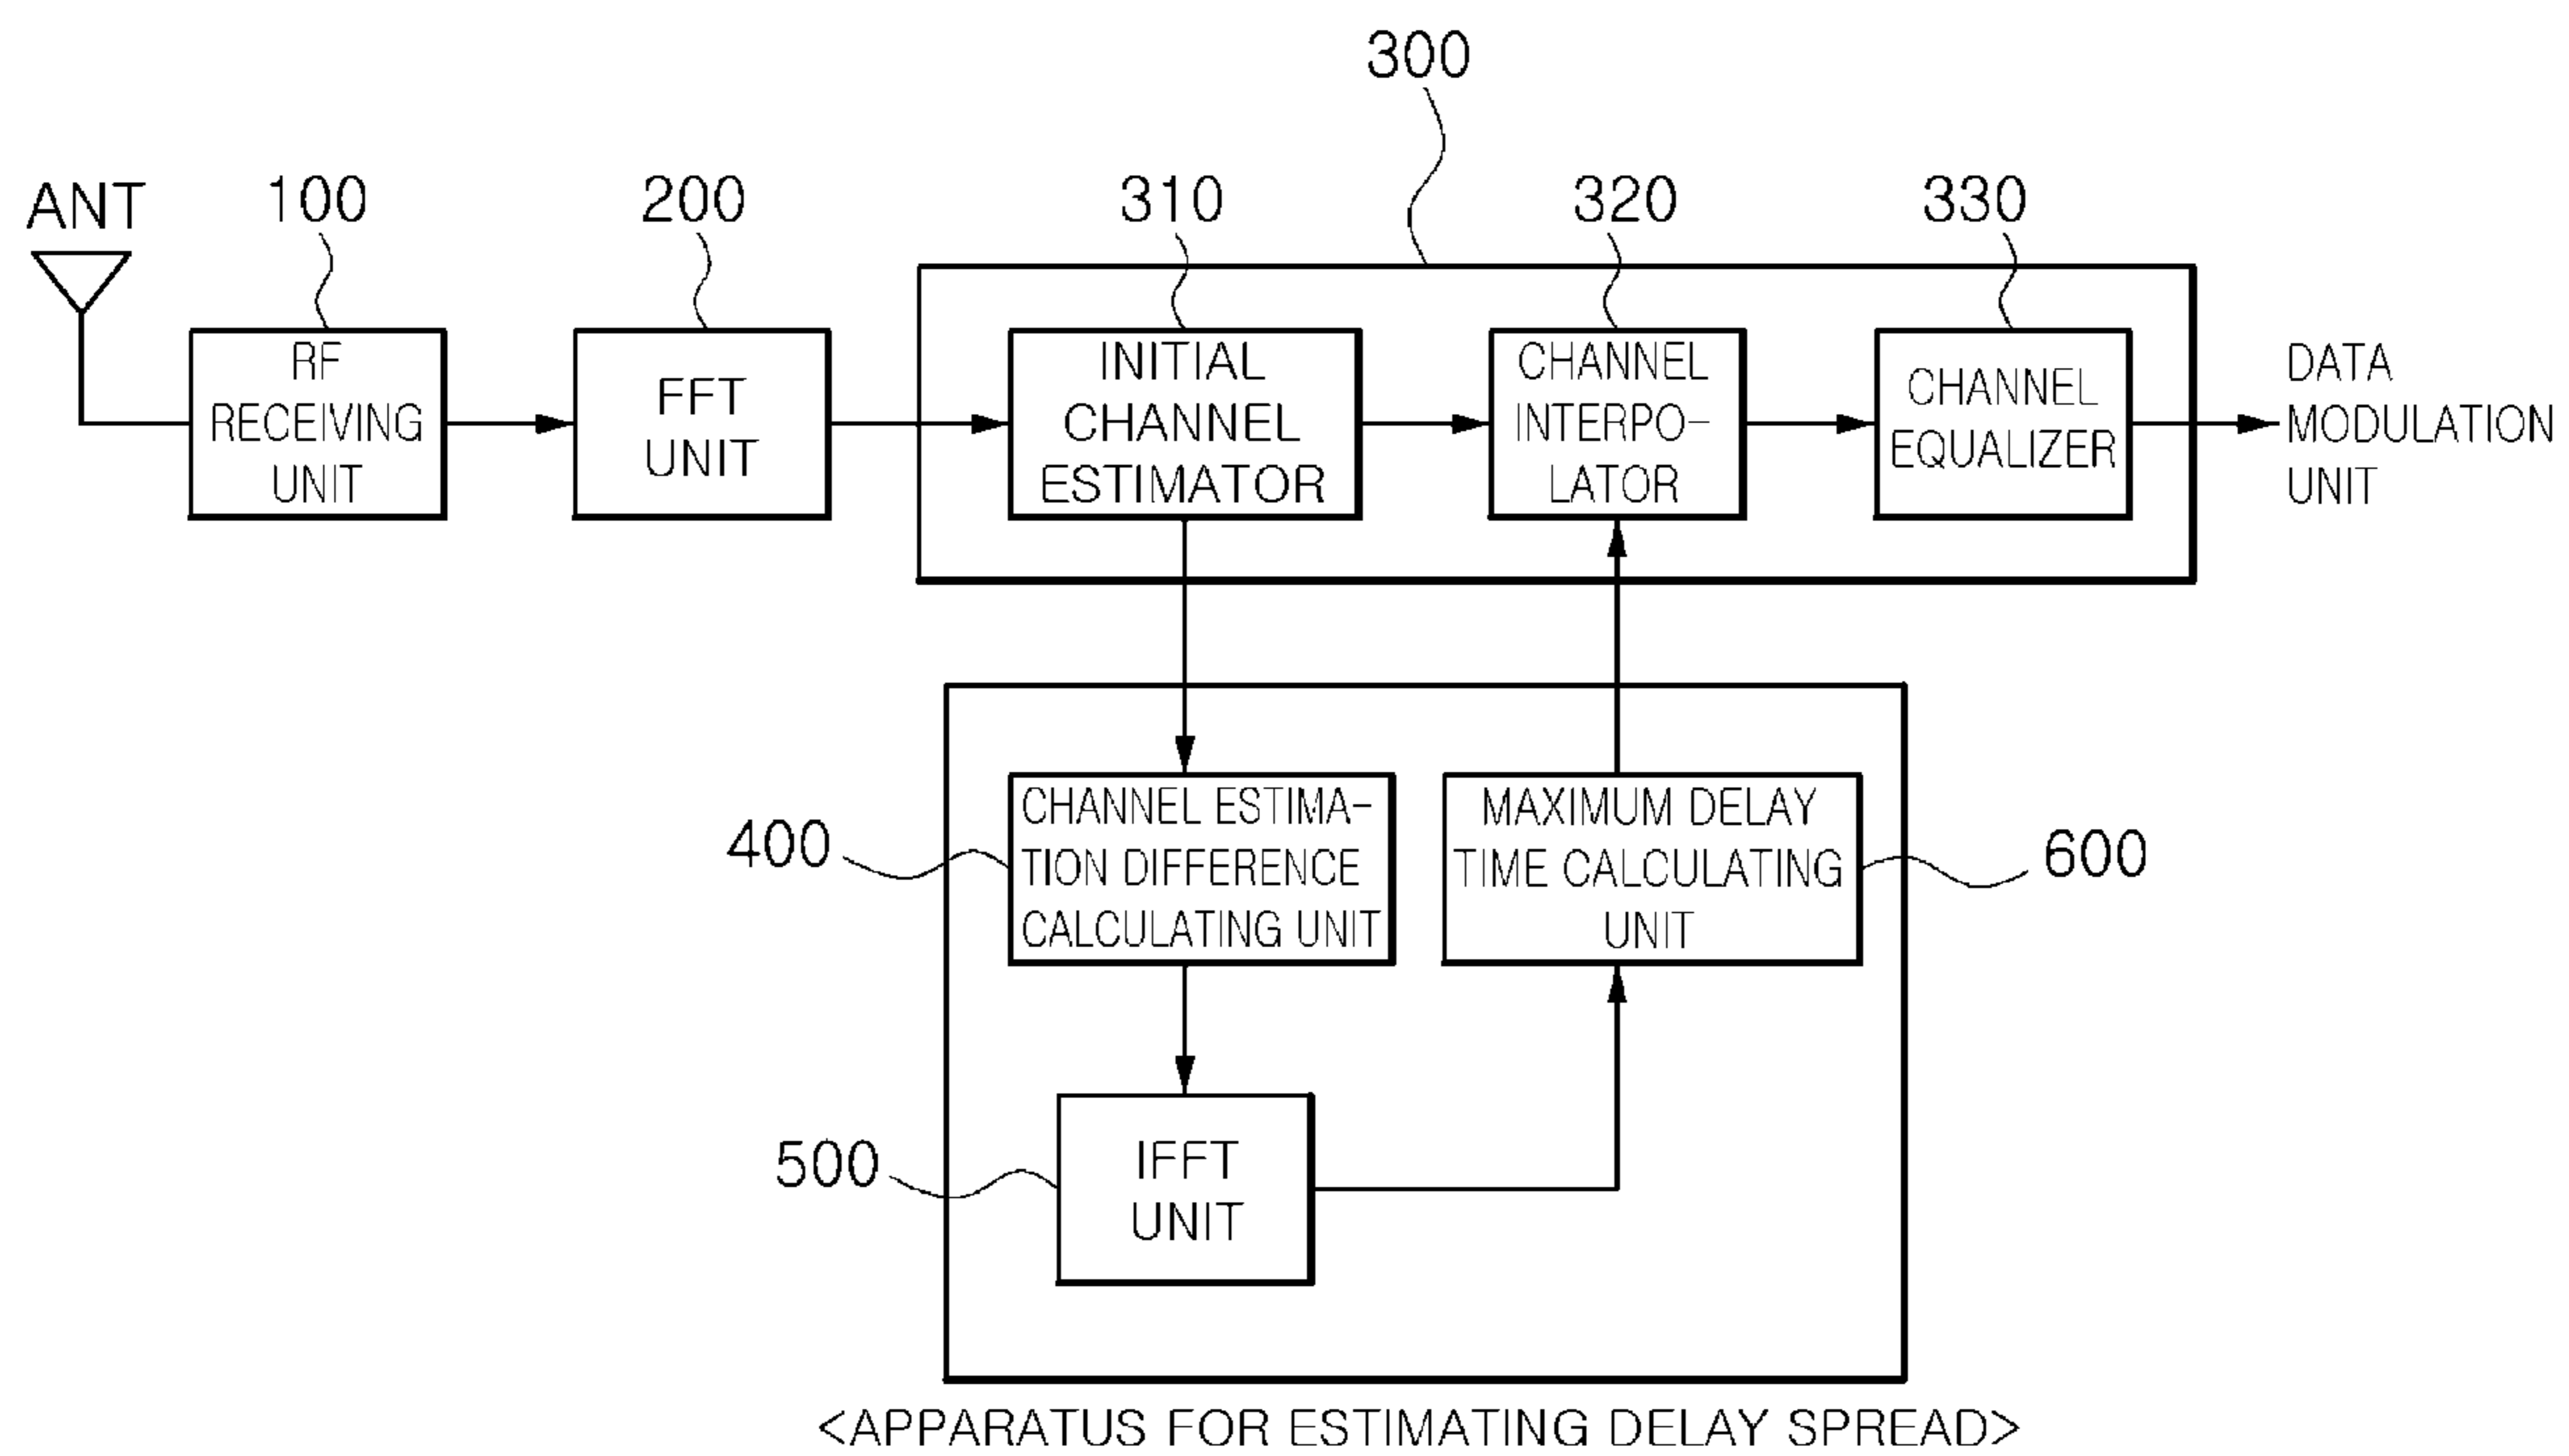 300
ANT
100
200
310
320
330
RF
RECEIVING
UNIT
FFT
UNIT
INITIAL
CHANNEL
ESTIMATOR
CHANNEL
INTERPO-
LATOR
CHANNEL
EQUALIZER
DATA
MODULATION
UNIT
400
CHANNEL ESTIMA-
TION DIFFERENCE
CALCULATING UNIT
MAXIMUM DELAY
TIME CALCULATING
UNIT
600
500
IFFT
UNIT
<APPARATUS FOR ESTIMATING DELAY SPREAD>